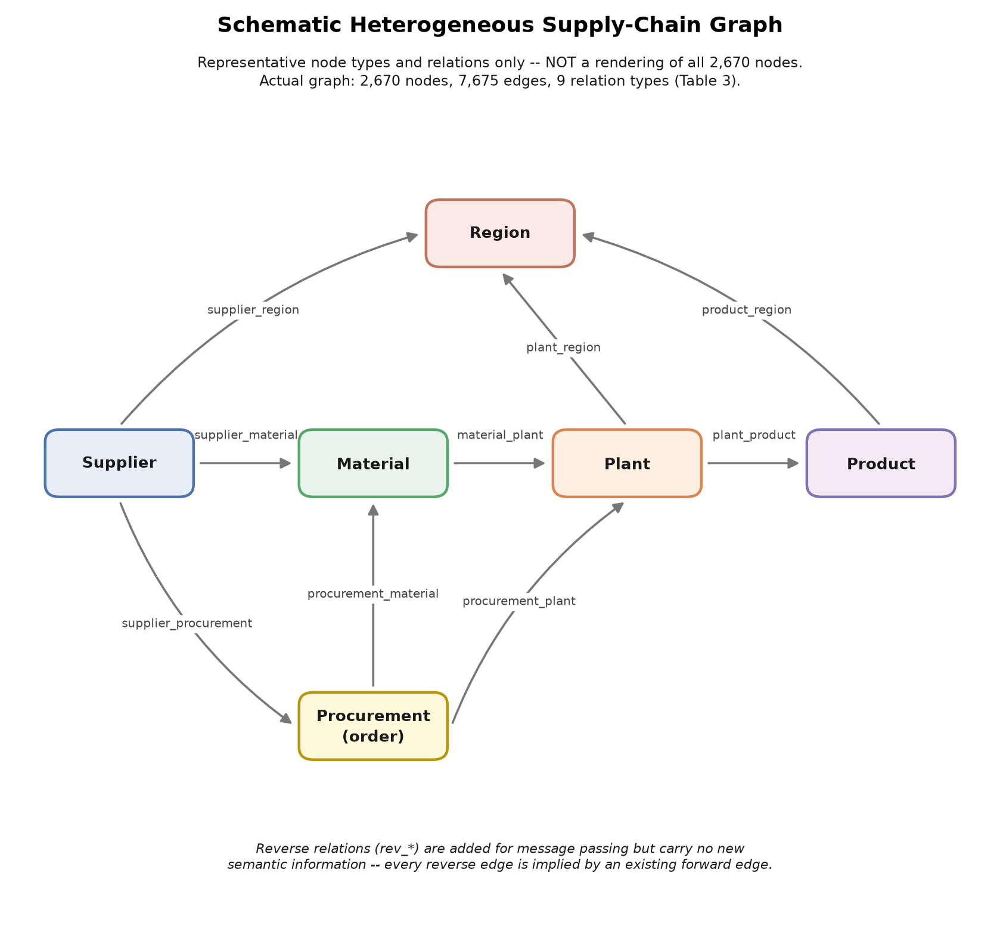 Schematic Heterogeneous Supply-Chain Graph
Representative node types and relations only -- NOT a rendering of all 2,670 nodes.
Actual graph: 2,670 nodes, 7,675 edges, 9 relation types (Table 3).
Region
supplier_region
product_region
plant_region
supplier_material
material_plant
plant_product
Supplier
Material
Plant
Product
procurement_material
procurement_plant
supplier_procurement
Procurement
(order)
Reverse relations (rev_*) are added for message passing but carry no new
semantic information -- every reverse edge is implied by an existing forward edge.